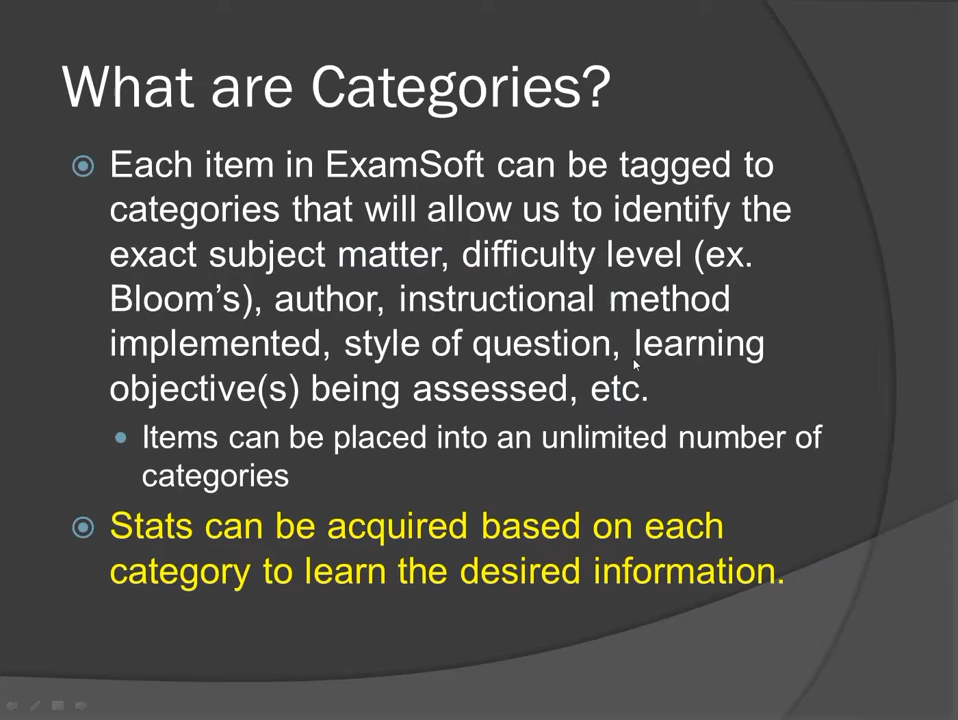 What are Categories?
Each item in ExamSoft can be tagged to
categories that will allow us to identify the
exact subject matter, difficulty level (ex.
Bloom’s), author, instructional method
implemented, style of question, learning
objective(s) being assessed, etc.
Items can be placed into an unlimited number of
categories
Stats can be acquired based on each
category to learn the desired information.